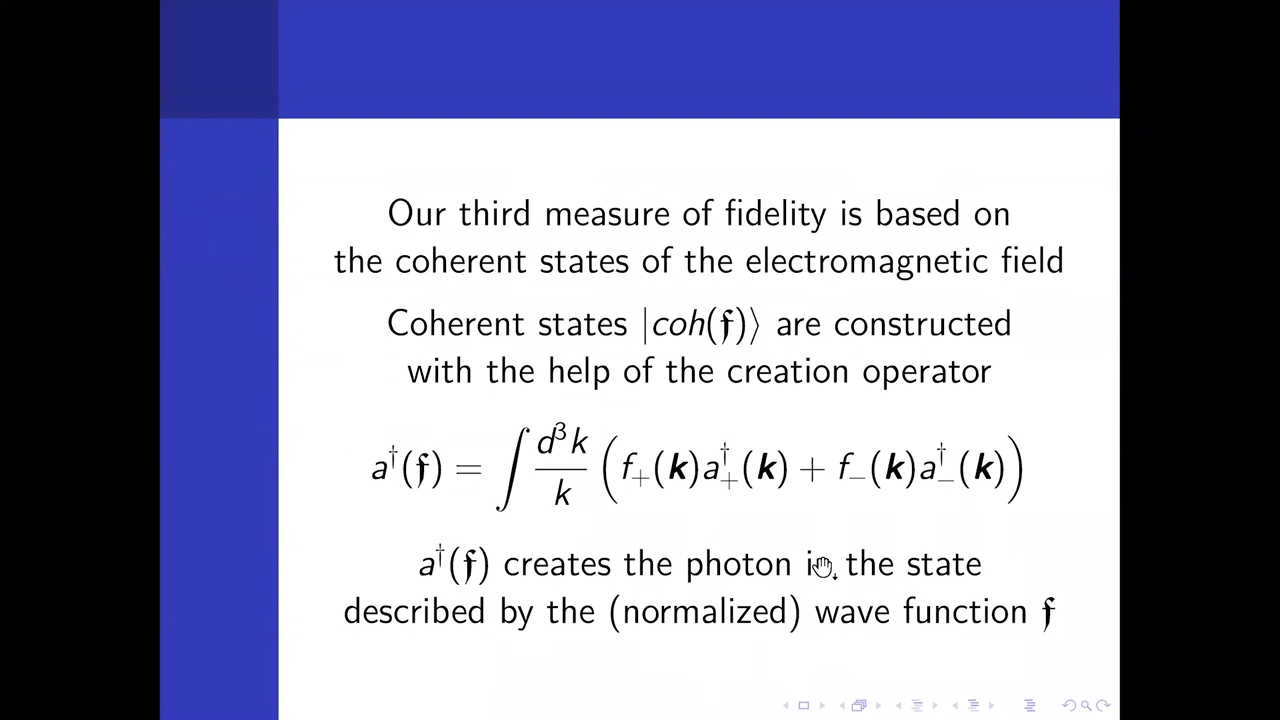 Our third measure of fidelity is based on
the coherent states of the electromagnetic field
Coherent states |coh(𝔣)⟩ are constructed
with the help of the creation operator
a†(𝔣) = ∫ d³k/k ( f₊(𝒌)a₊†(𝒌) + f₋(𝒌)a₋†(𝒌) )
a†(𝔣) creates the photon the state
described by the (normalized) wave function 𝔣